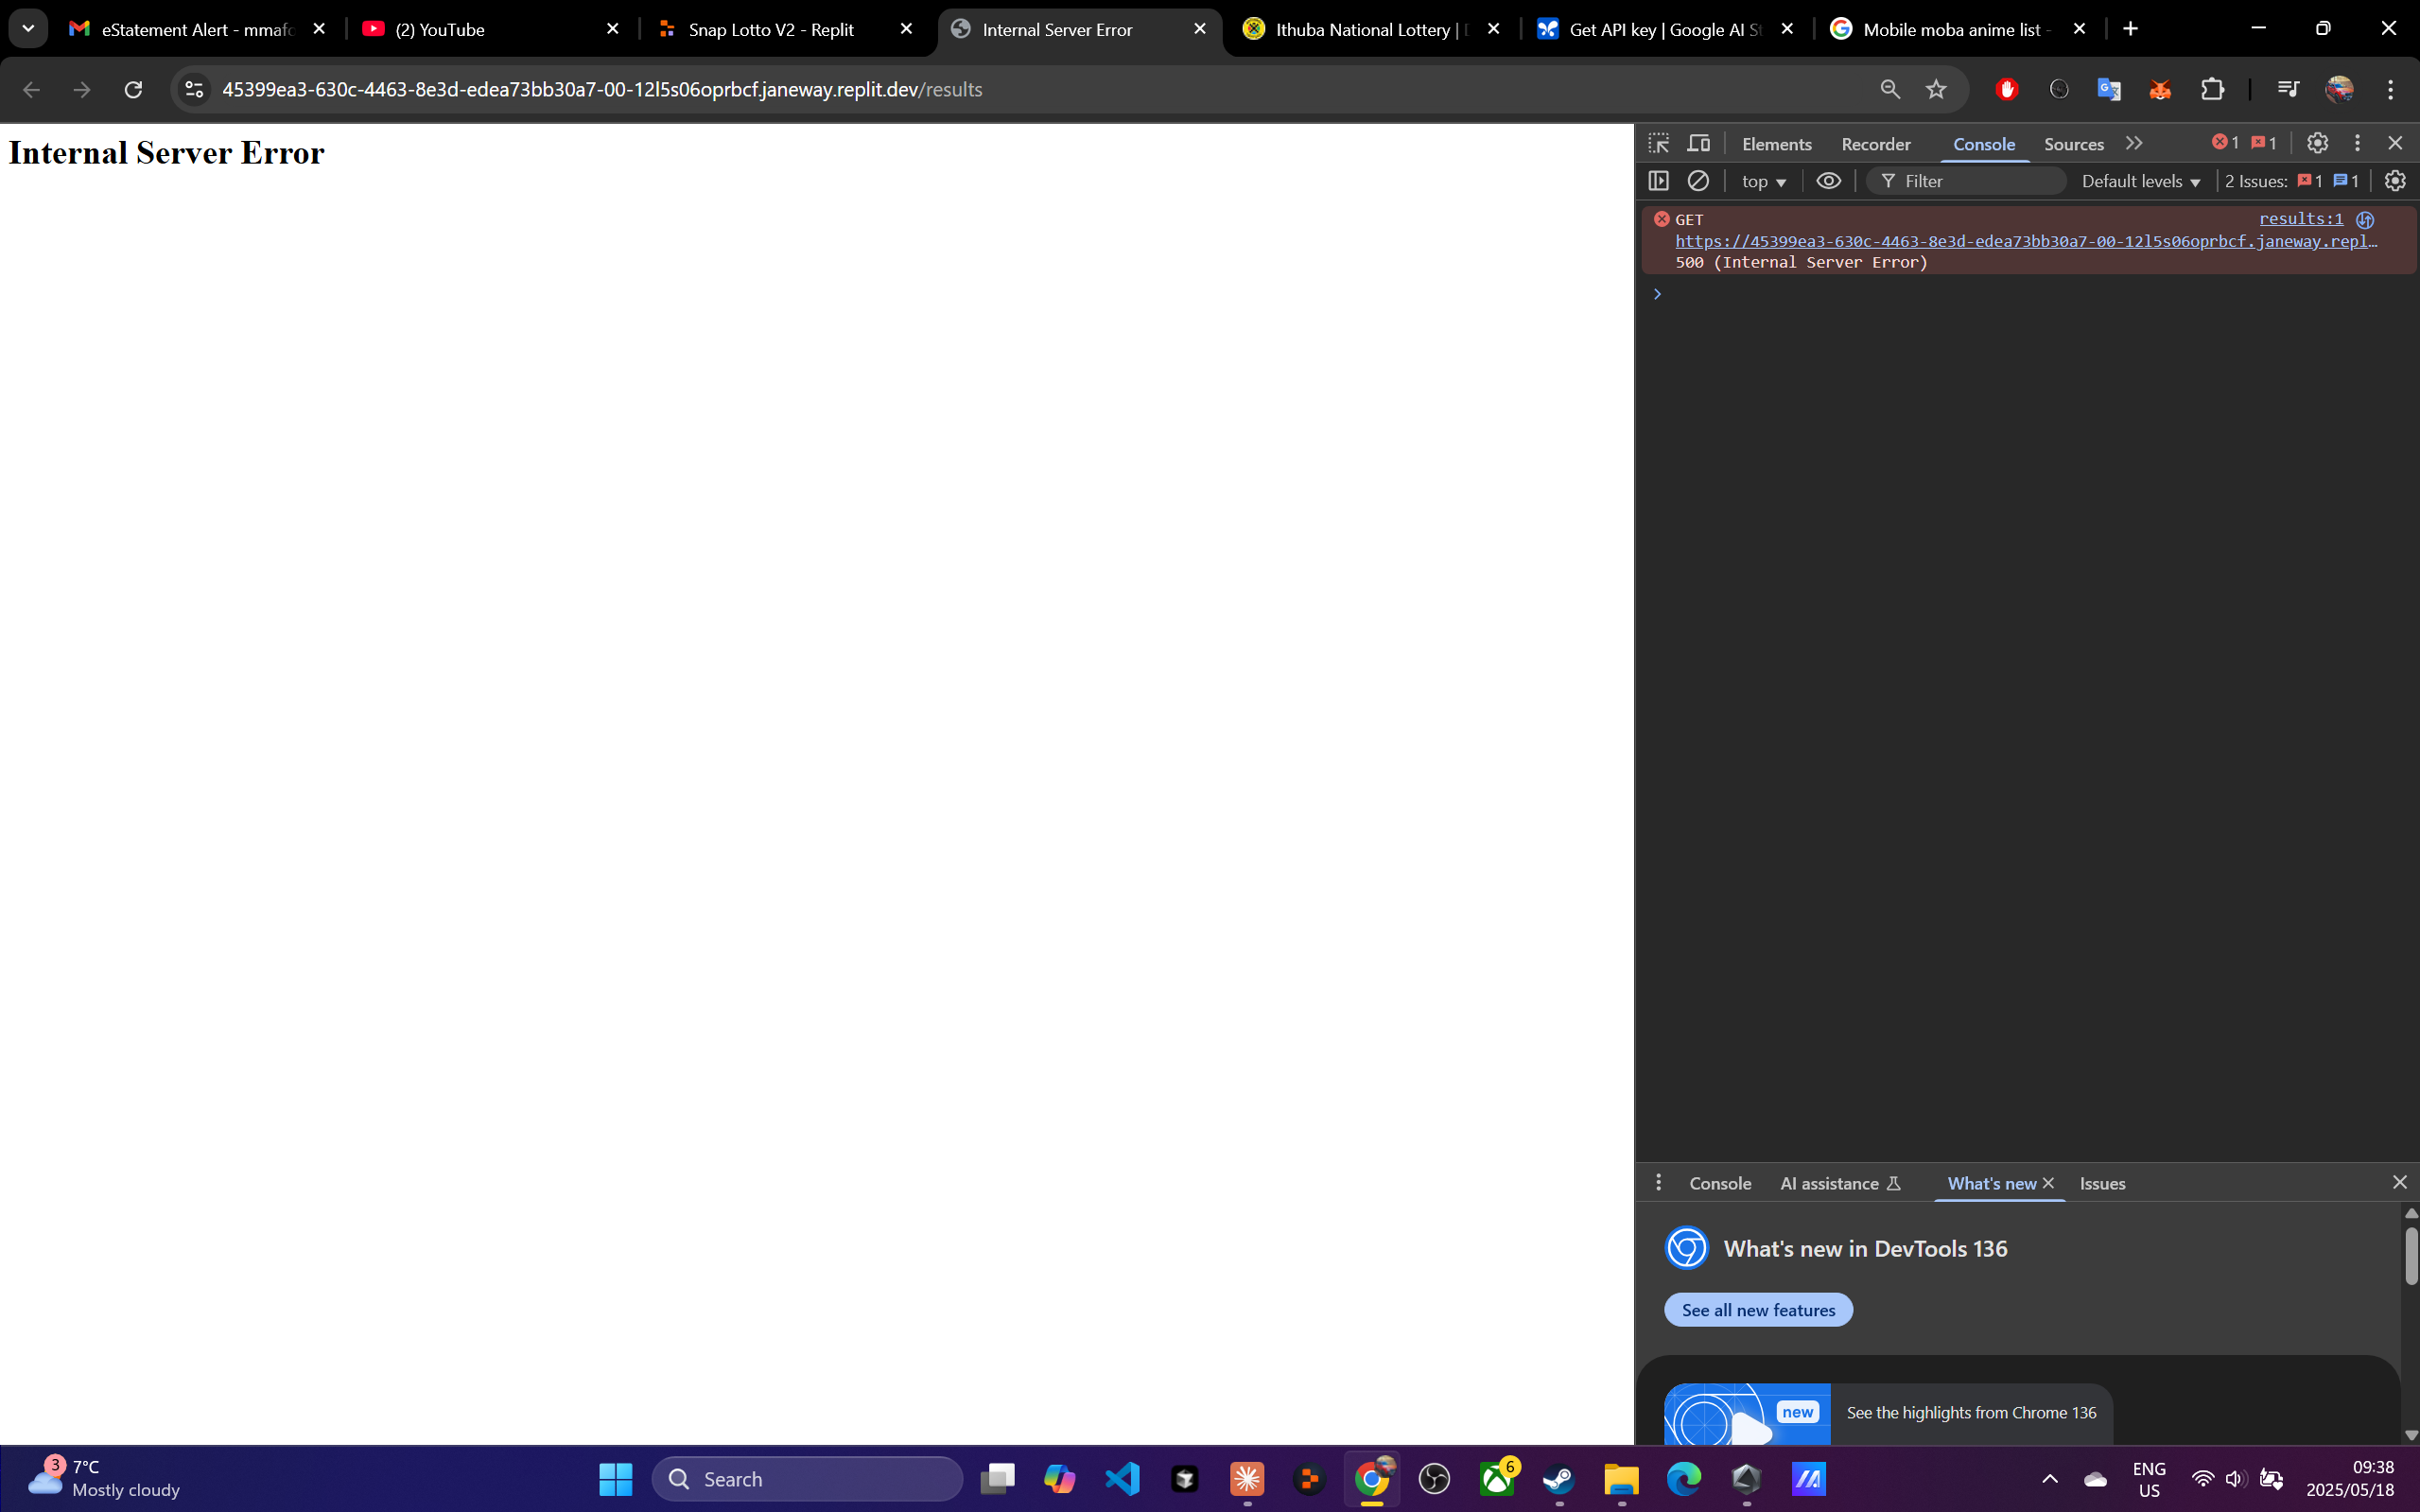 eStatement Alert - mmafo
(2) YouTube
Snap Lotto V2 - Replit
Internal Server Error
Ithuba National Lottery |
Get API key | Google AI St
Mobile moba anime list -
45399ea3-630c-4463-8e3d-edea73bb30a7-00-12l5s06oprbcf.janeway.replit.dev/results
Internal Server Error
Elements
Recorder
Console
Sources
1
1
top
Filter
Default levels
2 Issues:
1
1
GET
results:1
https://45399ea3-630c-4463-8e3d-edea73bb30a7-00-12l5s06oprbcf.janeway.repl…
500 (Internal Server Error)
Console
AI assistance
What's new
Issues
What's new in DevTools 136
See all new features
new
See the highlights from Chrome 136
3
7°C
Mostly cloudy
Search
6
ENG
US
09:38
2025/05/18